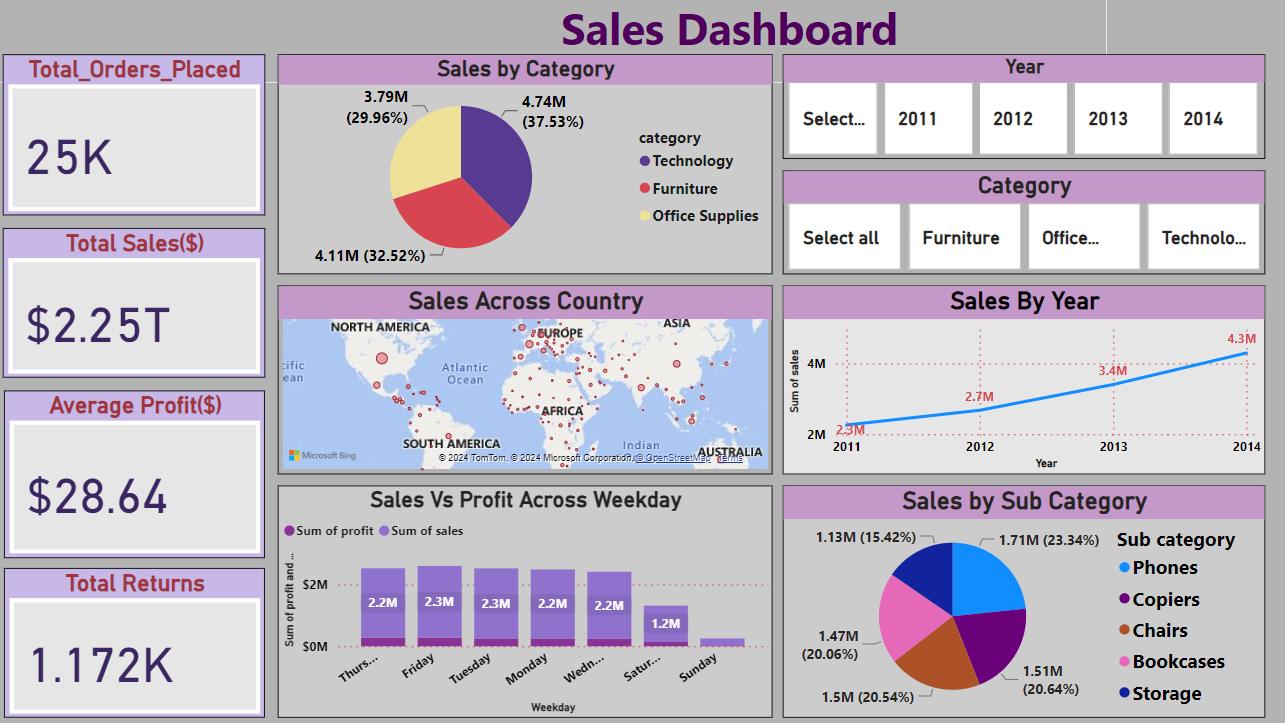 Sales Dashboard
Total_Orders_Placed
25K
Total Sales($)
$2.25T
Average Profit($)
$28.64
Total Returns
1.172K
Sales by Category
3.79M
(29.96%)
4.74M
(37.53%)
4.11M (32.52%)
category
Technology
Furniture
Office Supplies
Year
Select...
2011
2012
2013
2014
Category
Select all
Furniture
Office...
Technolo...
Sales Across Country
NORTH AMERICA
EUROPE
ASIA
cific
ean
Atlantic
Ocean
AFRICA
SOUTH AMERICA
Indian
AUSTRALIA
Microsoft Bing
© 2024 TomTom, © 2024 Microsoft Corporation, © OpenStreetMap Terms
Sales By Year
Sum of sales
4M
2M
2.3M
2.7M
3.4M
4.3M
2011
2012
2013
2014
Year
Sales Vs Profit Across Weekday
Sum of profit
Sum of sales
Sum of profit and ...
$2M
$0M
2.2M
2.3M
2.3M
2.2M
2.2M
1.2M
Thurs...
Friday
Tuesday
Monday
Wedn...
Satur...
Sunday
Weekday
Sales by Sub Category
1.13M (15.42%)
1.71M (23.34%)
1.47M
(20.06%)
1.51M
(20.64%)
1.5M (20.54%)
Sub category
Phones
Copiers
Chairs
Bookcases
Storage